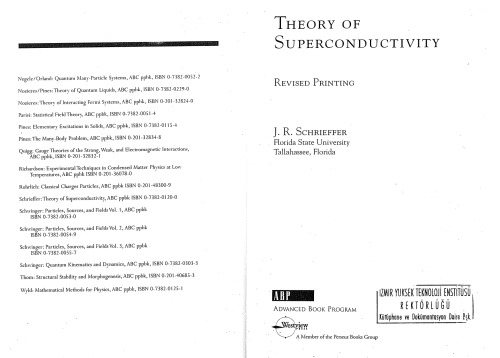 Negele/Orland: Quantum Many-Particle Systems, ABC ppbk, ISBN 0-7382-0052-2
Nozieres/Pines: Theory of Quantum Liquids, ABC ppbk, ISBN 0-7382-0229-0
Nozieres: Theory of Interacting Fermi Systems, ABC ppbk, ISBN 0-201-32824-0
Parisi: Statistical Field Theory, ABC ppbk, ISBN 0-7382-0051-4
Pines: Elementary Excitations in Solids, ABC ppbk, ISBN 0-7382-0115-4
Pines: The Many-Body Problem, ABC ppbk, ISBN 0-201-32834-8
Quigg: Gauge Theories of the Strong, Weak, and Electromagnetic Interactions,
ABC ppbk, ISBN 0-201-32832-1
Richardson: Experimental Techniques in Condensed Matter Physics at Low
Temperatures, ABC ppbk ISBN 0-201-36078-0
Rohrlich: Classical Charges Particles, ABC ppbk ISBN 0-201-48300-9
Schrieffer: Theory of Superconductivity, ABC ppbk, ISBN 0-7382-0120-0
Schwinger: Particles, Sources, and Fields Vol. 1, ABC ppbk
ISBN 0-7382-0053-0
Schwinger: Particles, Sources, and Fields Vol. 2, ABC ppbk
ISBN 0-7382-0054-9
Schwinger: Particles, Sources, and Fields Vol. 3, ABC ppbk
ISBN 0-7382-0055-7
Schwinger: Quantum Kinematics and Dynamics, ABC ppbk, ISBN 0-7382-0303-3
Thom: Structural Stability and Morphogenesis, ABC ppbk, ISBN 0-201-40685-3
Wyld: Mathematical Methods for Physics, ABC ppbk, ISBN 0-7382-0125-1
THEORY OF
SUPERCONDUCTIVITY
REVISED PRINTING
J. R. SCHRIEFFER
Florida State University
Tallahassee, Florida
ABP
ADVANCED BOOK PROGRAM
Westview
PRESS
A Member of the Perseus Books Group
İZMİR YÜKSEK TEKNOLOJİ ENSTİTÜSÜ
REKTÖRLÜĞÜ
Kütüphane ve Dokümantasyon Daire Bşk.